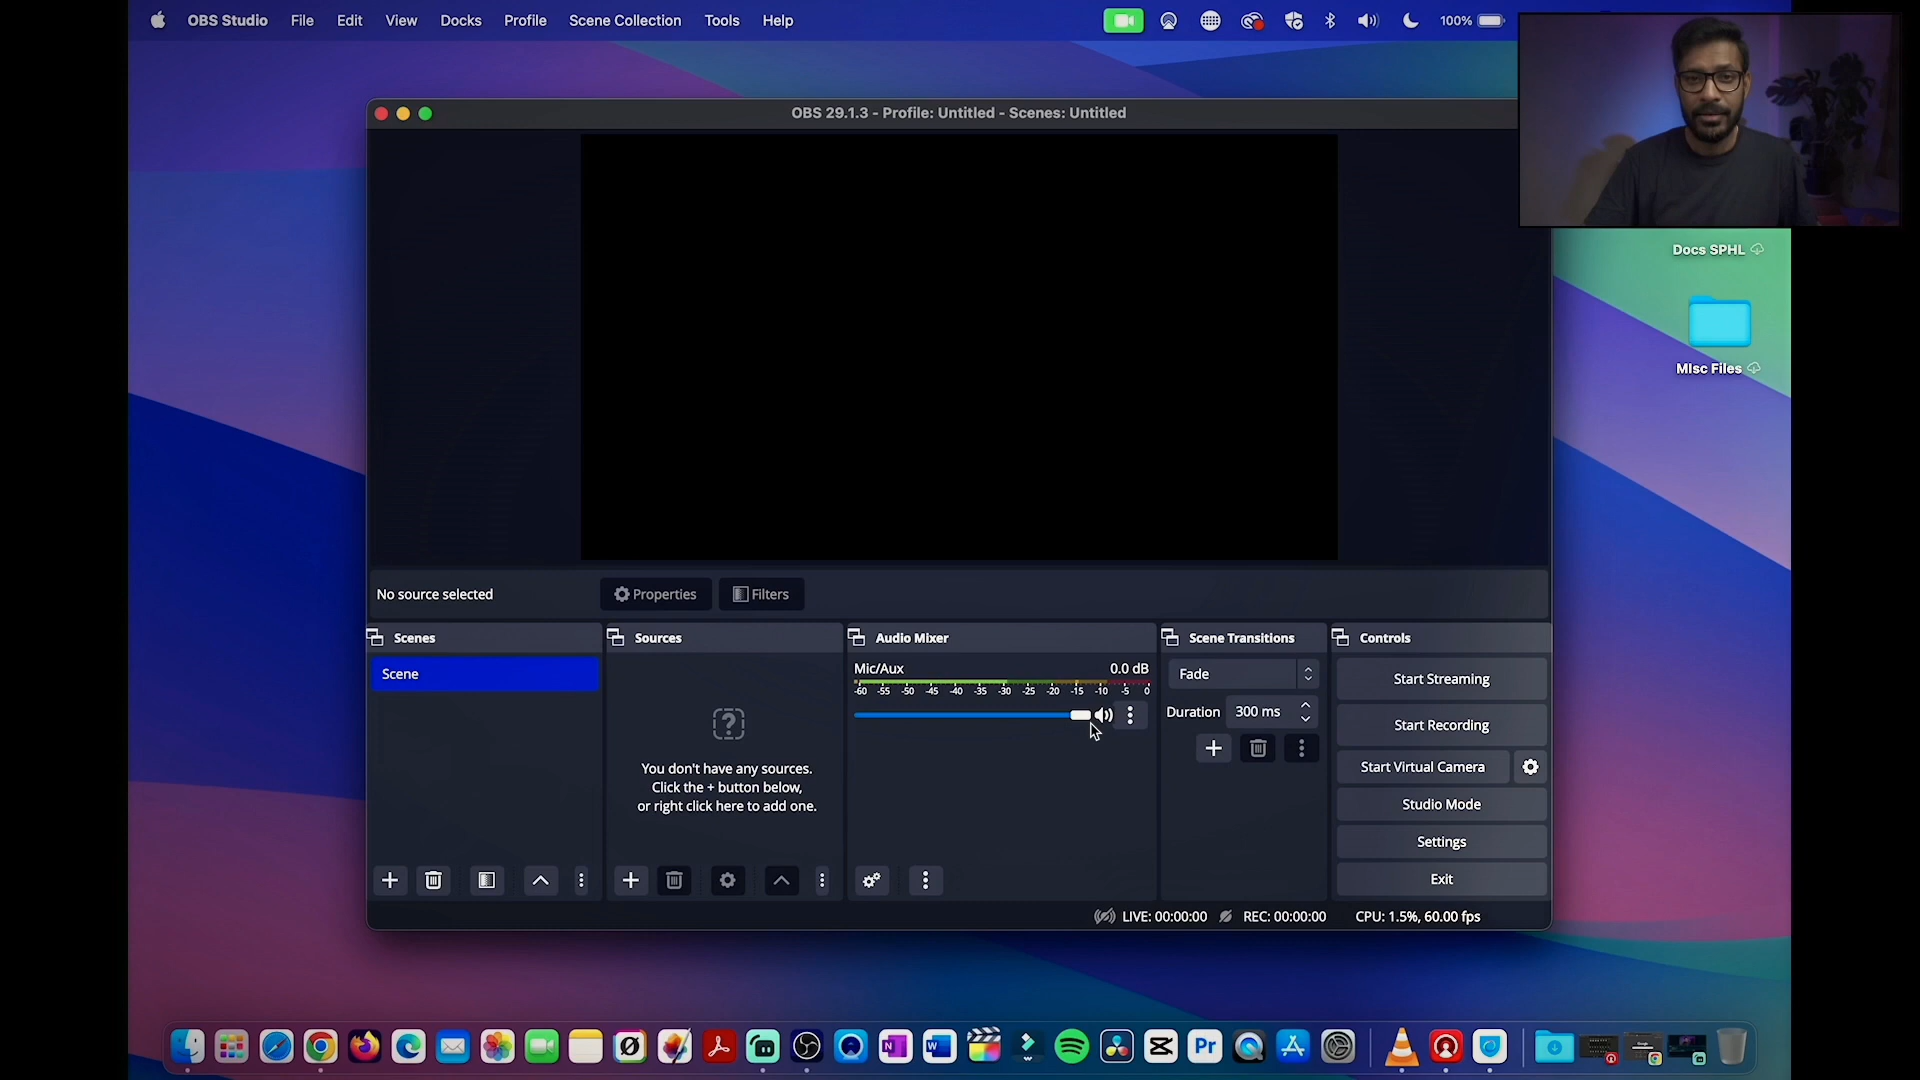 OBS Studio File Edit View Docks Profile Scene Collection Tools Help 100%
OBS 29.1.3 - Profile: Untitled - Scenes: Untitled
Docs SPHL
MIsc Files
No source selected Properties Filters
Scenes
Scene
Sources
You don't have any sources.
Click the + button below,
or right click here to add one.
Audio Mixer
Mic/Aux 0.0 dB
-60 -55 -50 -45 -40 -35 -30 -25 -20 -15 -10 -5 0
Scene Transitions
Fade
Duration 300 ms
Controls
Start Streaming
Start Recording
Start Virtual Camera
Studio Mode
Settings
Exit
LIVE: 00:00:00 REC: 00:00:00 CPU: 1.5%, 60.00 fps
N W Pr